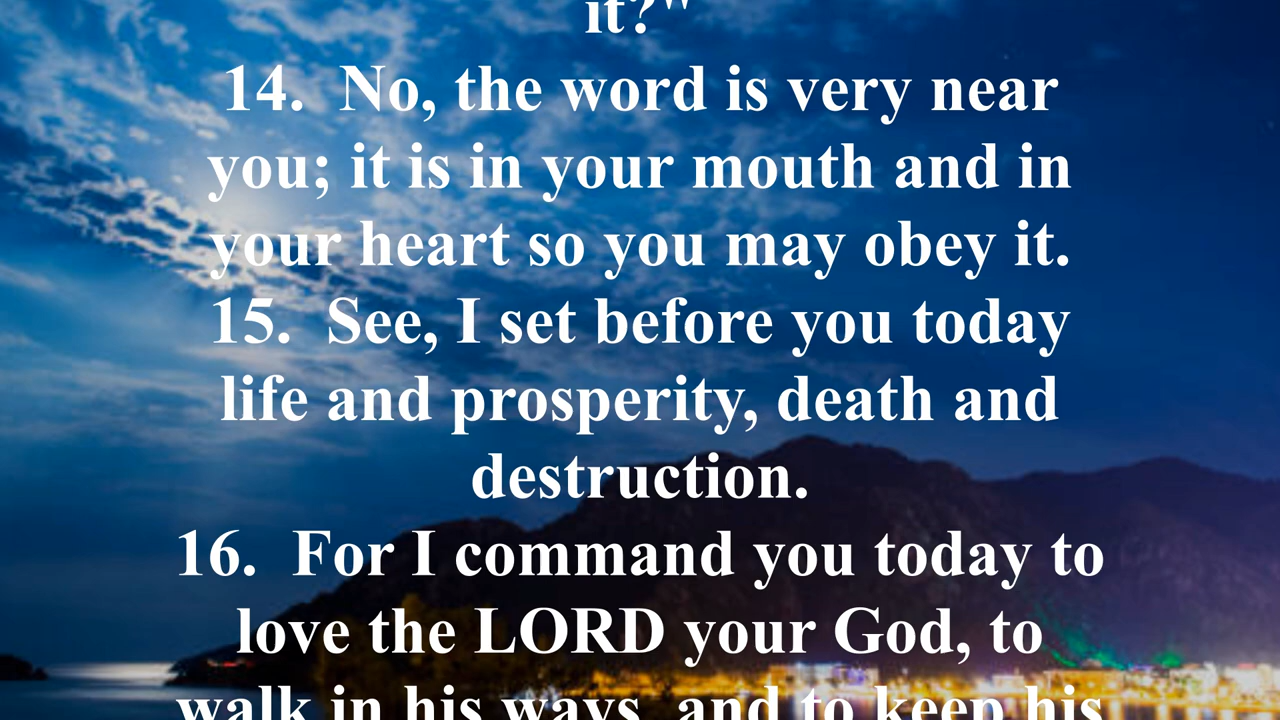 it?"
14. No, the word is very near
you; it is in your mouth and in
your heart so you may obey it.
15. See, I set before you today
life and prosperity, death and
destruction.
16. For I command you today to
love the LORD your God, to
walk in his ways, and to keep his